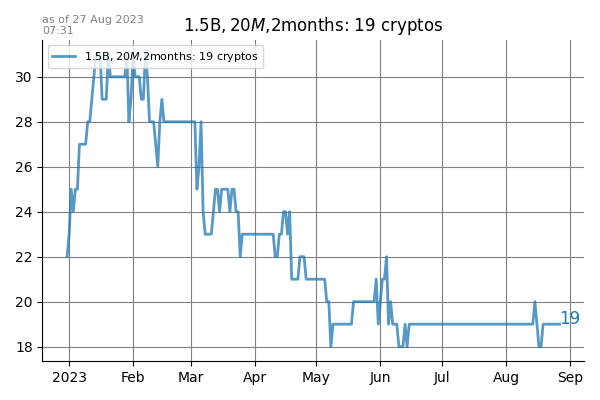 as of 27 Aug 2023
07:31
1.5B, 20M,2months: 19 cryptos
1.5B, 20M,2months: 19 cryptos
30
28
26
24
22
20
18
19
2023 Feb Mar Apr May Jun Jul Aug Sep